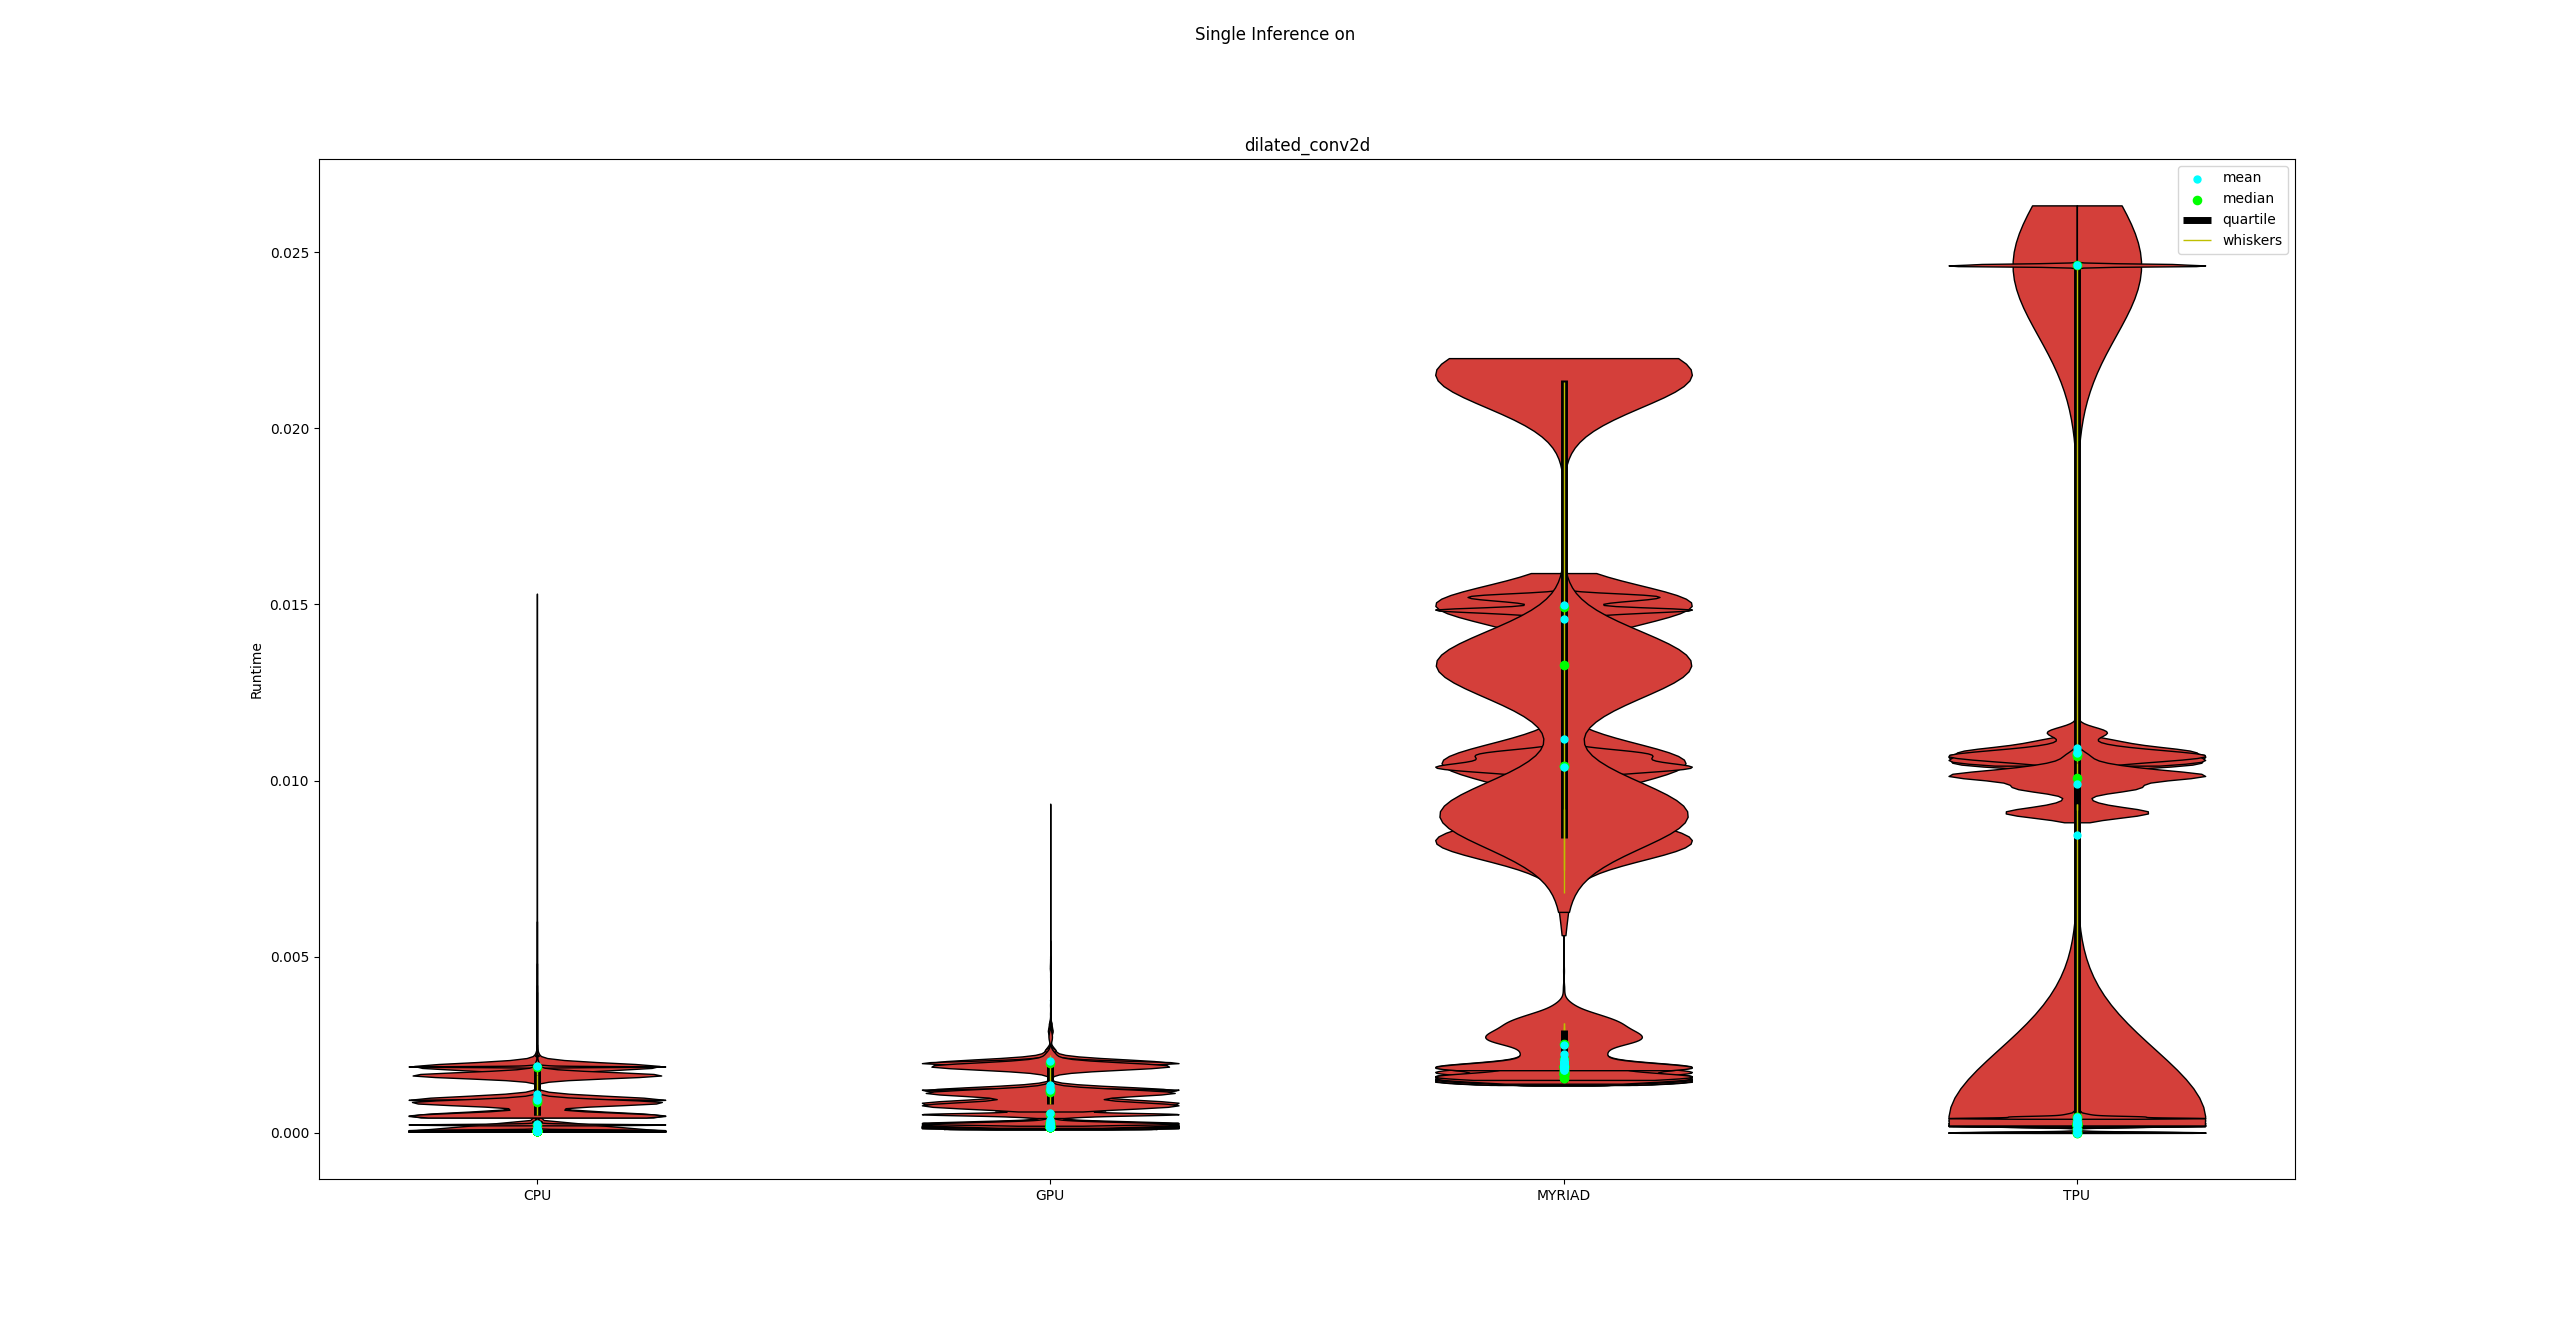 Single Inference on
dilated_conv2d
mean
median
quartile
whiskers
0.025
0.020
0.015
Runtime
0.010
0.005
0.000
CPU
GPU
MYRIAD
TPU